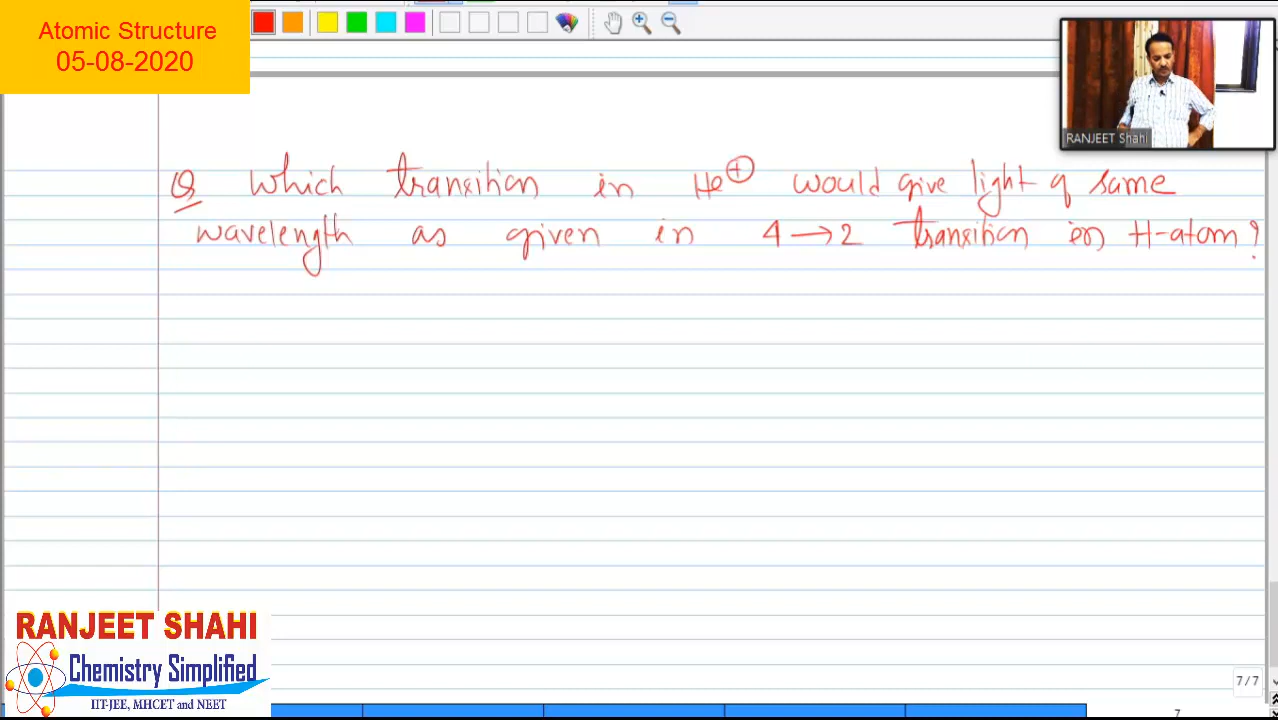 Atomic Structure
05-08-2020
RANJEET Shahi
Q Which transition in He⊕ would give light of same
wavelength as given in 4→2 transition in H-atom?
RANJEET SHAHI
Chemistry Simplified
IIT-JEE, MHCET and NEET
7/7
7